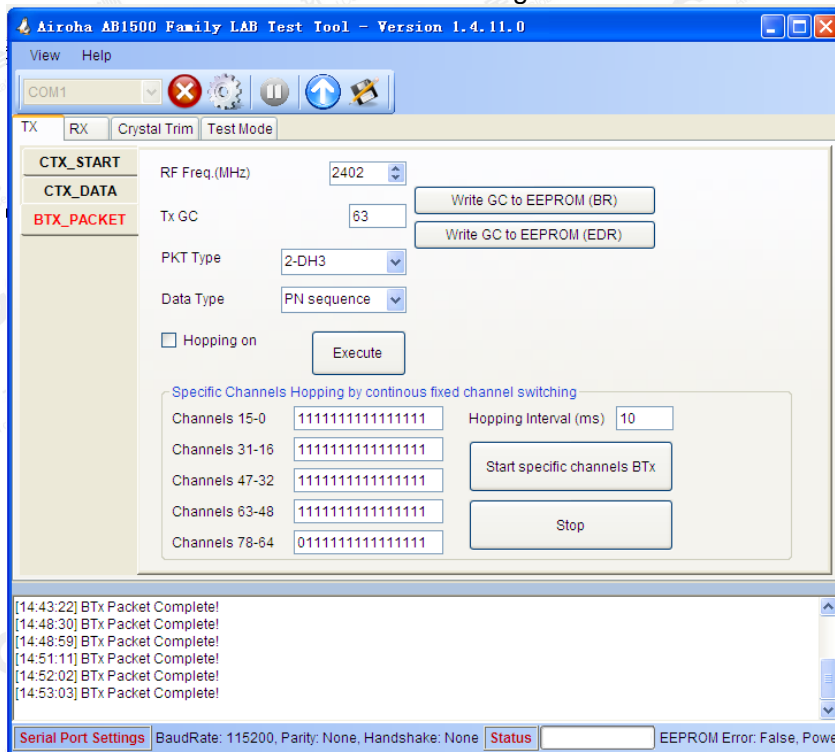 Airoha AB1500 Family LAB Test Tool - Version 1.4.11.0
View Help
COM1
TX RX Crystal Trim Test Mode
CTX_START
CTX_DATA
BTX_PACKET
RF Freq.(MHz) 2402
Write GC to EEPROM (BR)
Tx GC 63
Write GC to EEPROM (EDR)
PKT Type 2-DH3
Data Type PN sequence
Hopping on
Execute
Specific Channels Hopping by continous fixed channel switching
Channels 15-0 1111111111111111 Hopping Interval (ms) 10
Channels 31-16 1111111111111111
Start specific channels BTx
Channels 47-32 1111111111111111
Channels 63-48 1111111111111111
Stop
Channels 78-64 0111111111111111
[14:43:22] BTx Packet Complete!
[14:48:30] BTx Packet Complete!
[14:48:59] BTx Packet Complete!
[14:51:11] BTx Packet Complete!
[14:52:02] BTx Packet Complete!
[14:53:03] BTx Packet Complete!
Serial Port Settings BaudRate: 115200, Parity: None, Handshake: None Status EEPROM Error: False, Powe